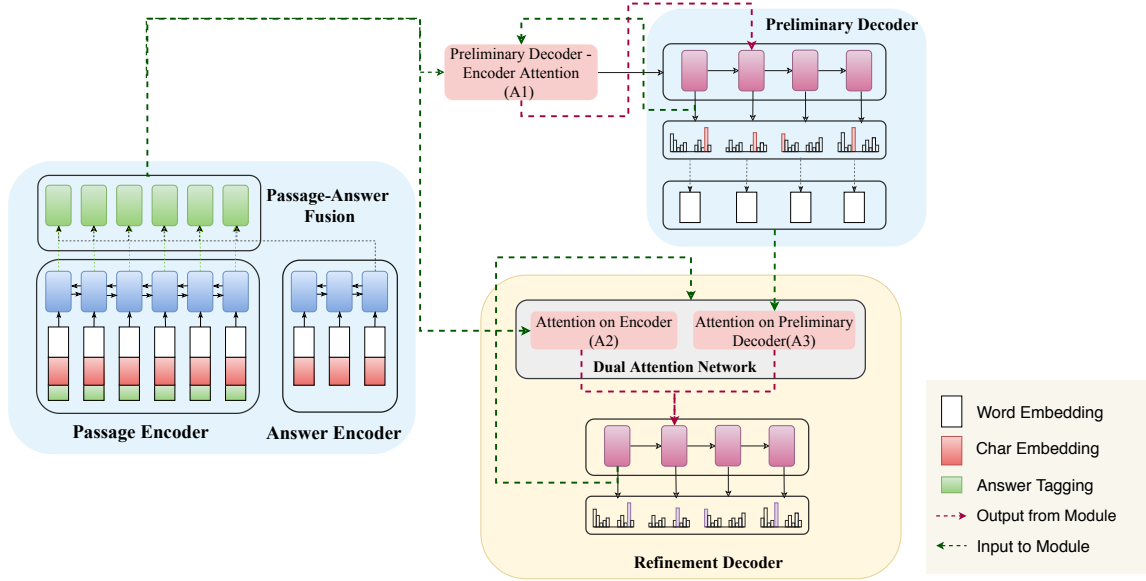 Preliminary Decoder
Preliminary Decoder -
Encoder Attention
(A1)
Passage-Answer
Fusion
Passage Encoder
Answer Encoder
Attention on Encoder
(A2)
Attention on Preliminary
Decoder(A3)
Dual Attention Network
Refinement Decoder
Word Embedding
Char Embedding
Answer Tagging
Output from Module
Input to Module